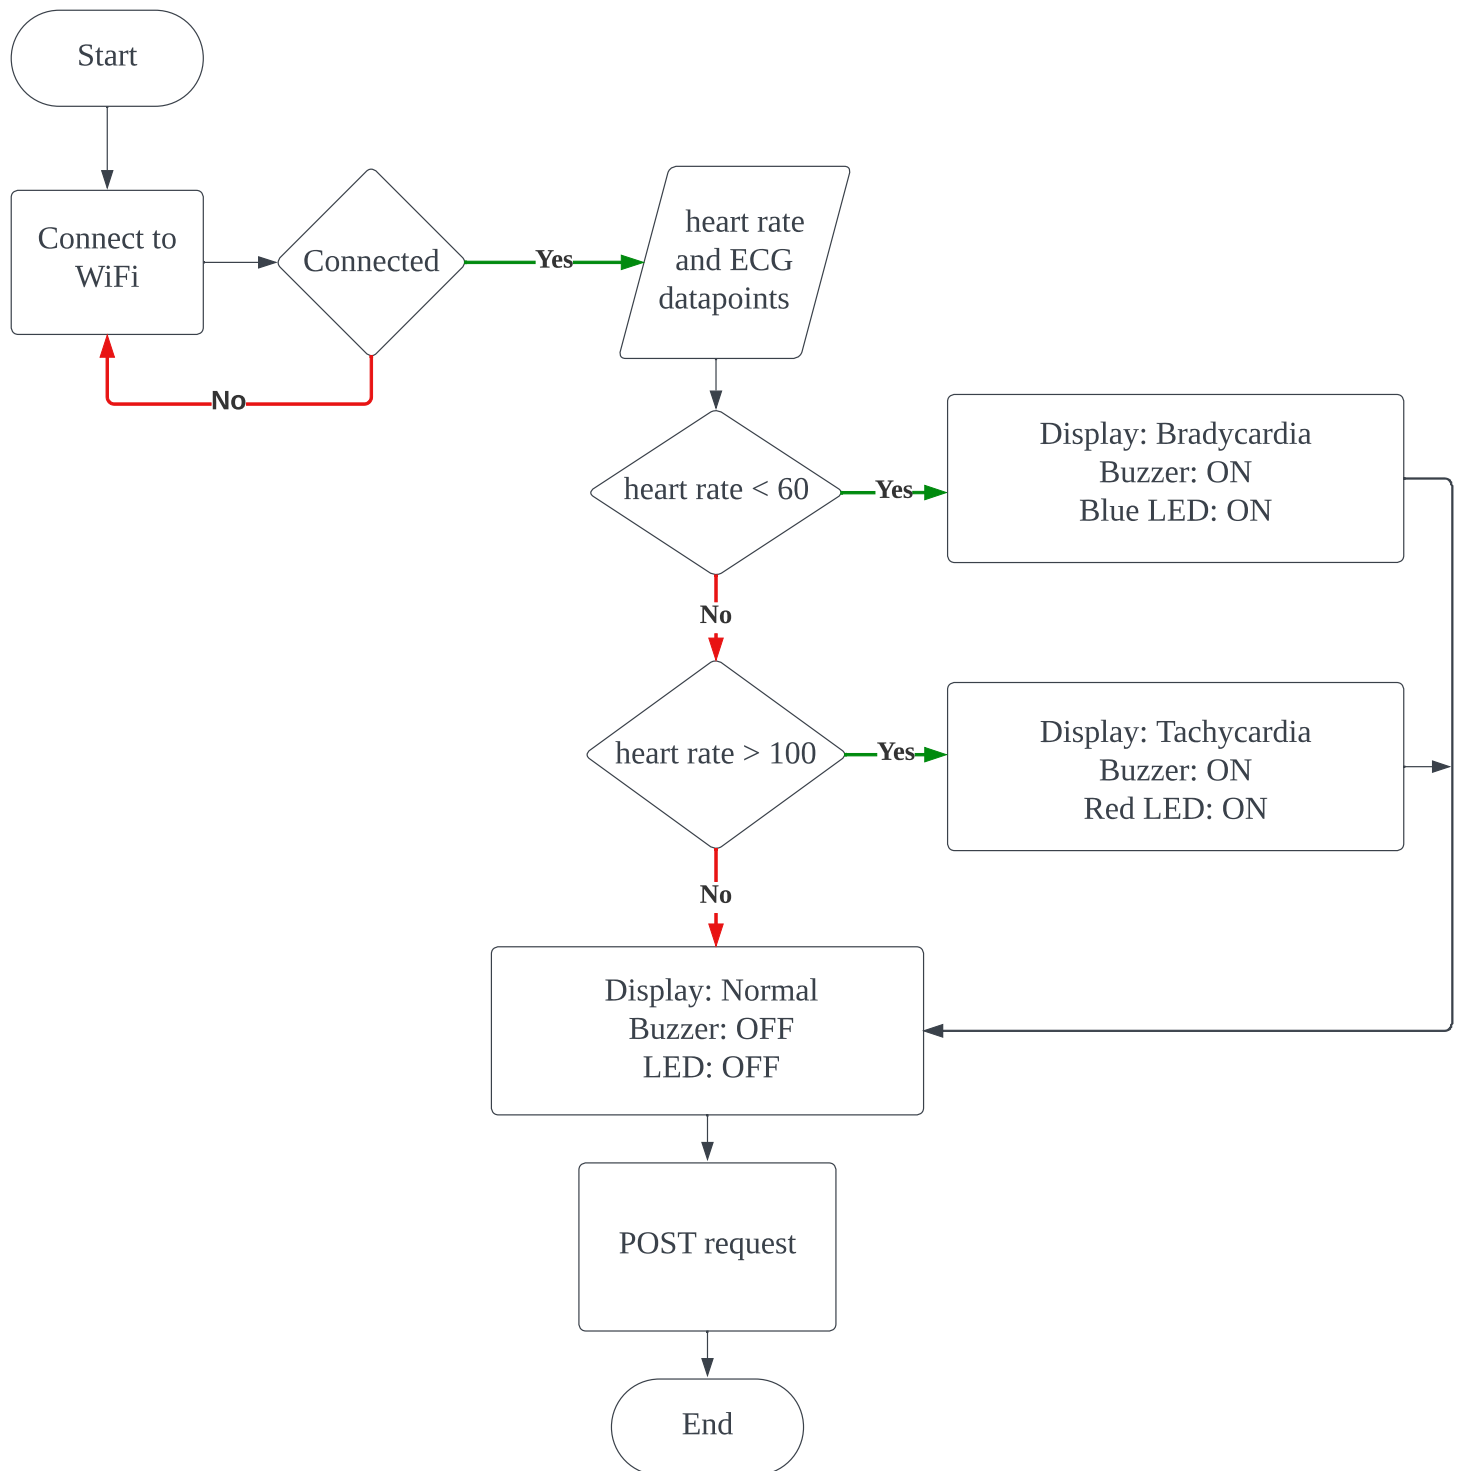 Start
Connect to
WiFi
Connected
Yes
No
heart rate
and ECG
datapoints
heart rate < 60
Yes
Display: Bradycardia
Buzzer: ON
Blue LED: ON
No
heart rate > 100
Yes
Display: Tachycardia
Buzzer: ON
Red LED: ON
No
Display: Normal
Buzzer: OFF
LED: OFF
POST request
End